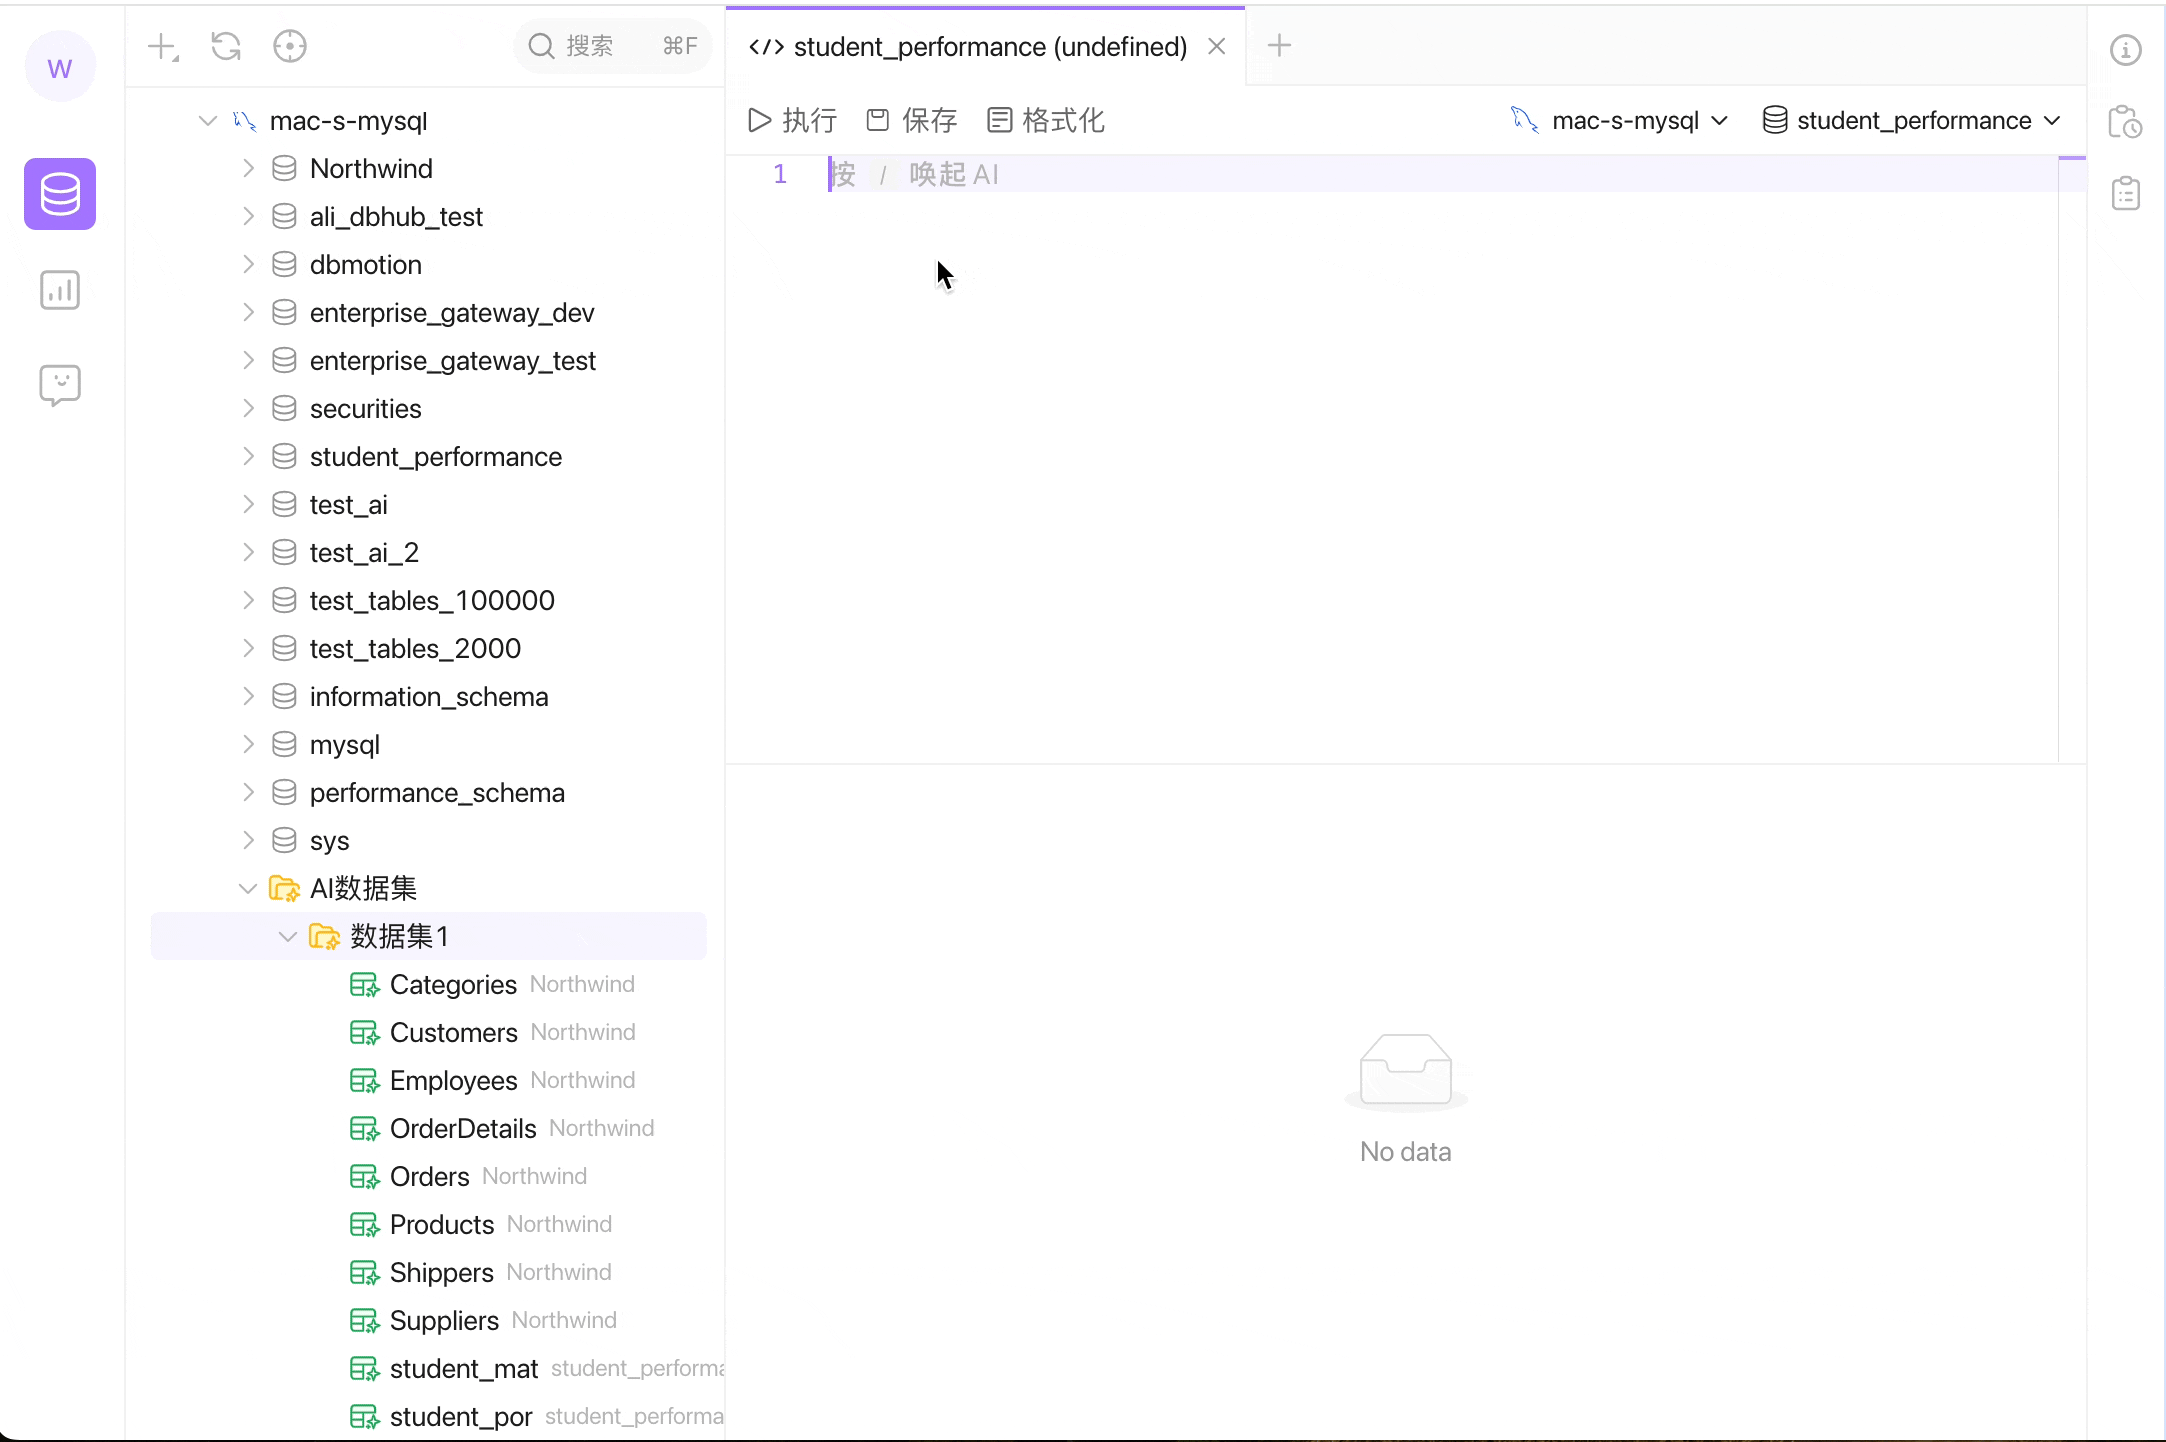 W
搜索 ⌘F
mac-s-mysql
Northwind
ali_dbhub_test
dbmotion
enterprise_gateway_dev
enterprise_gateway_test
securities
student_performance
test_ai
test_ai_2
test_tables_100000
test_tables_2000
information_schema
mysql
performance_schema
sys
AI数据集
数据集1
Categories Northwind
Customers Northwind
Employees Northwind
OrderDetails Northwind
Orders Northwind
Products Northwind
Shippers Northwind
Suppliers Northwind
student_mat student_performa
student_por student_performa
</> student_performance (undefined)
执行 保存 格式化 mac-s-mysql student_performance
1 按 / 唤起 AI
No data